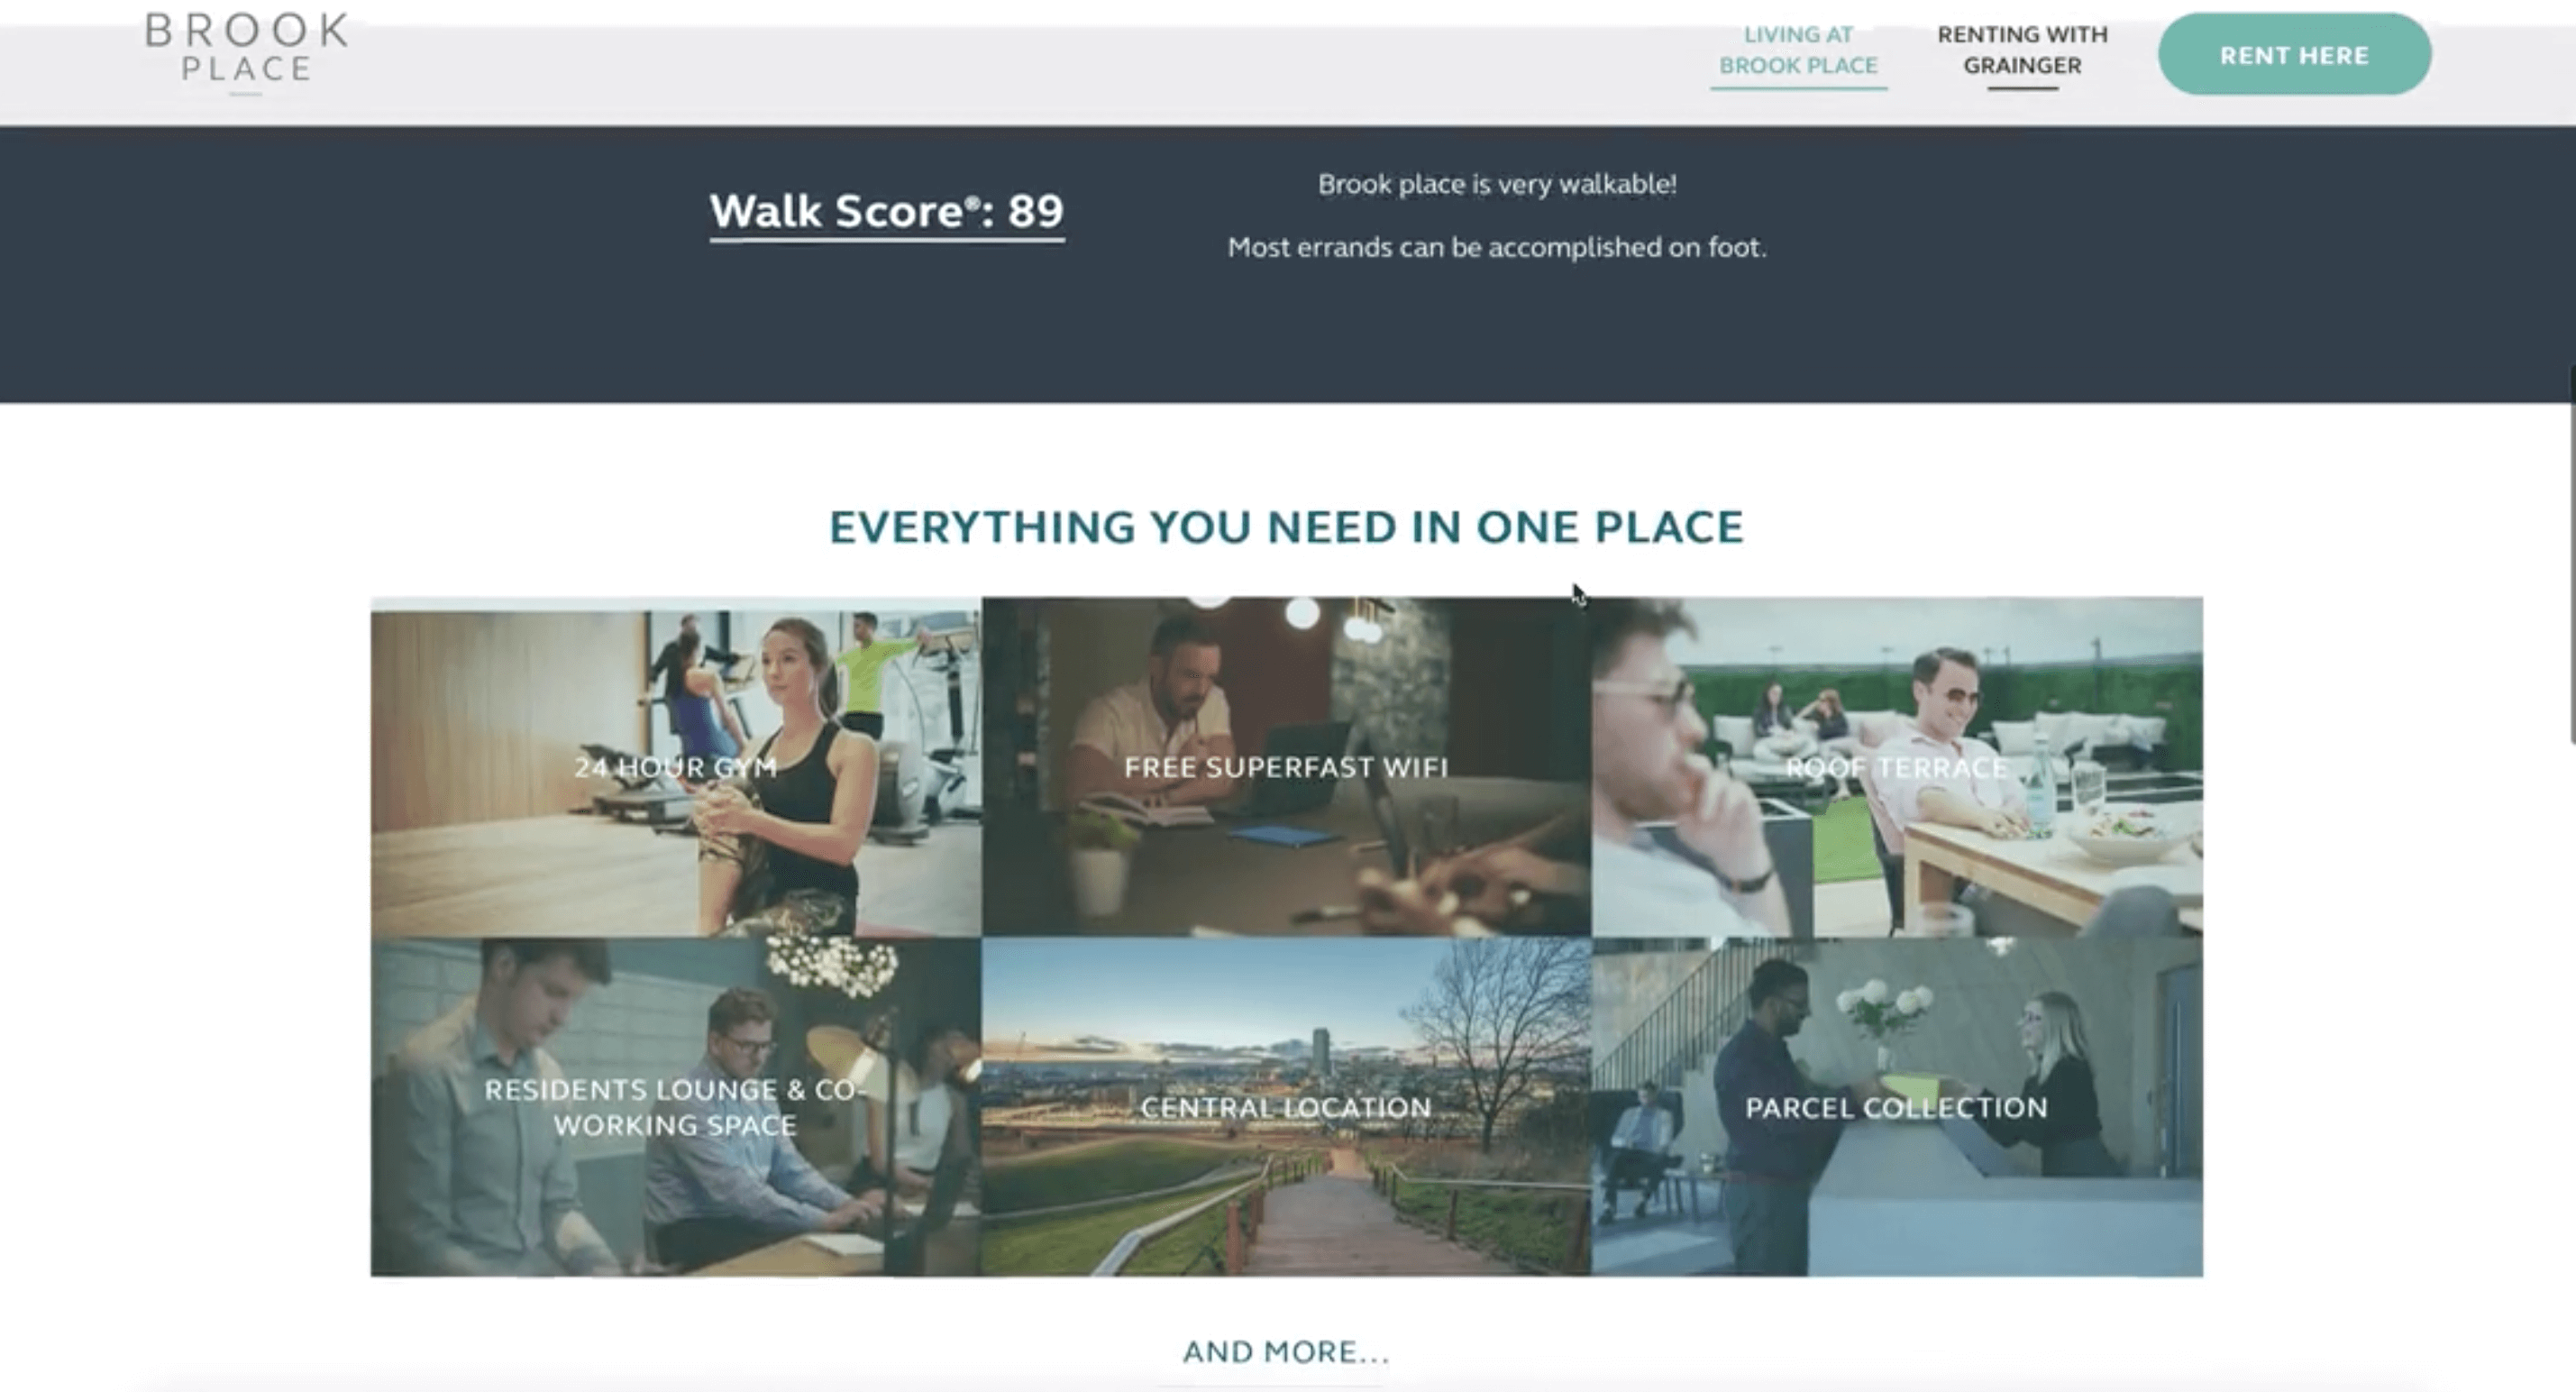 BROOK
PLACE
LIVING AT
BROOK PLACE
RENTING WITH
GRAINGER
RENT HERE
Walk Score®: 89
Brook place is very walkable!
Most errands can be accomplished on foot.
EVERYTHING YOU NEED IN ONE PLACE
24 HOUR GYM
FREE SUPERFAST WIFI
ROOF TERRACE
RESIDENTS LOUNGE & CO-
WORKING SPACE
CENTRAL LOCATION
PARCEL COLLECTION
AND MORE...